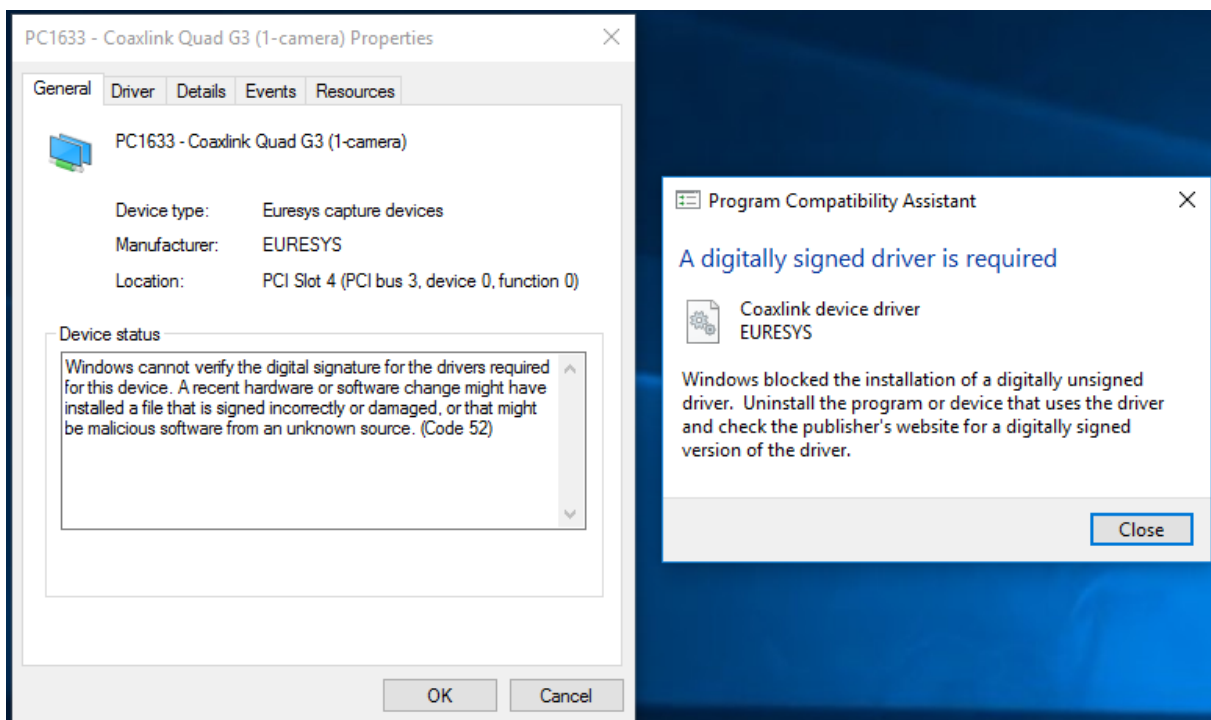 PC1633 - Coaxlink Quad G3 (1-camera) Properties
General Driver Details Events Resources
PC1633 - Coaxlink Quad G3 (1-camera)
Device type: Euresys capture devices
Manufacturer: EURESYS
Location: PCI Slot 4 (PCI bus 3, device 0, function 0)
Device status
Windows cannot verify the digital signature for the drivers required
for this device. A recent hardware or software change might have
installed a file that is signed incorrectly or damaged, or that might
be malicious software from an unknown source. (Code 52)
OK Cancel
Program Compatibility Assistant
A digitally signed driver is required
Coaxlink device driver
EURESYS
Windows blocked the installation of a digitally unsigned
driver. Uninstall the program or device that uses the driver
and check the publisher's website for a digitally signed
version of the driver.
Close